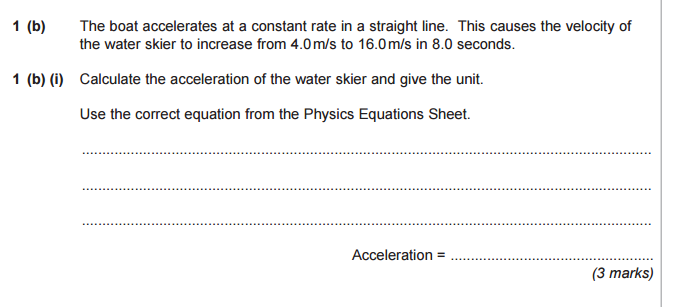 1 (b) The boat accelerates at a constant rate in a straight line. This causes the velocity of
the water skier to increase from 4.0 m/s to 16.0 m/s in 8.0 seconds.
1 (b) (i) Calculate the acceleration of the water skier and give the unit.
Use the correct equation from the Physics Equations Sheet.
Acceleration = ......................................................
(3 marks)